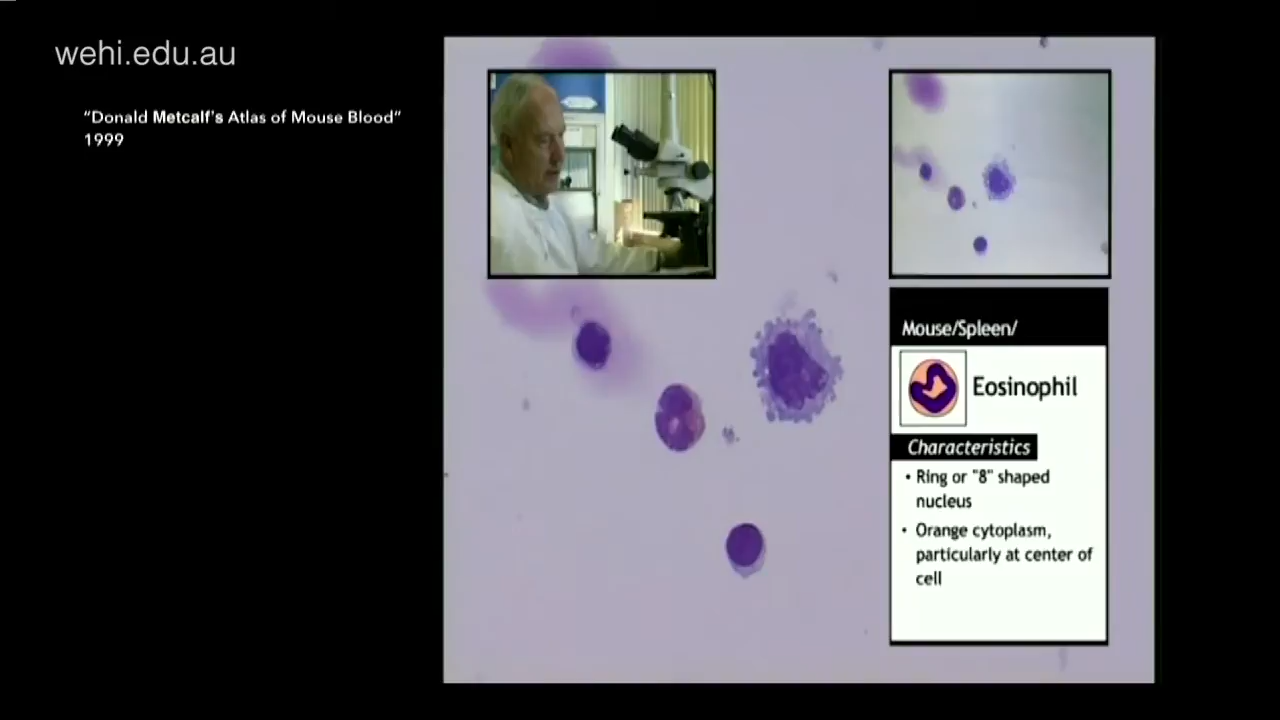 wehi.edu.au
“Donald Metcalf's Atlas of Mouse Blood“
1999
Mouse/Spleen/
Eosinophil
Characteristics
• Ring or "8" shaped
nucleus
• Orange cytoplasm,
particularly at center of
cell